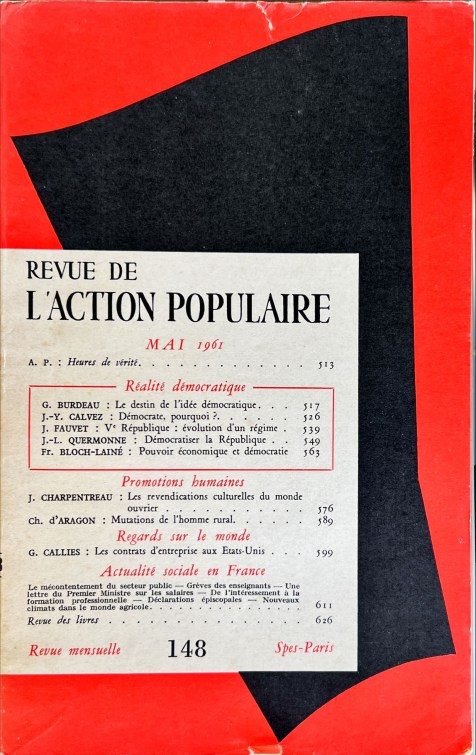 REVUE DE
L'ACTION POPULAIRE
MAI 1961
A. P. : Heures de vérité. . . . . . . . . . . . . 513
Réalité démocratique
G. BURDEAU : Le destin de l'idée démocratique. . . 517
J.-Y. CALVEZ : Démocrate, pourquoi ?. . . . . . . 526
J. FAUVET : Ve République : évolution d'un régime . 539
J.-L. QUERMONNE : Démocratiser la République . . 549
Fr. BLOCH-LAINÉ : Pouvoir économique et démocratie 563
Promotions humaines
J. CHARPENTREAU : Les revendications culturelles du monde
ouvrier . . . . . . . . . . . . 576
Ch. d'ARAGON : Mutations de l'homme rural. . . . . . 589
Regards sur le monde
G. CALLIES : Les contrats d'entreprise aux Etats-Unis . . . 599
Actualité sociale en France
Le mécontentement du secteur public — Grèves des enseignants — Une
lettre du Premier Ministre sur les salaires — De l'intéressement à la
formation professionnelle — Déclarations épiscopales — Nouveaux
climats dans le monde agricole. . . . . . . . . . . . . . . 611
Revue des livres . . . . . . . . . . . . . . . 626
Revue mensuelle 148 Spes-Paris